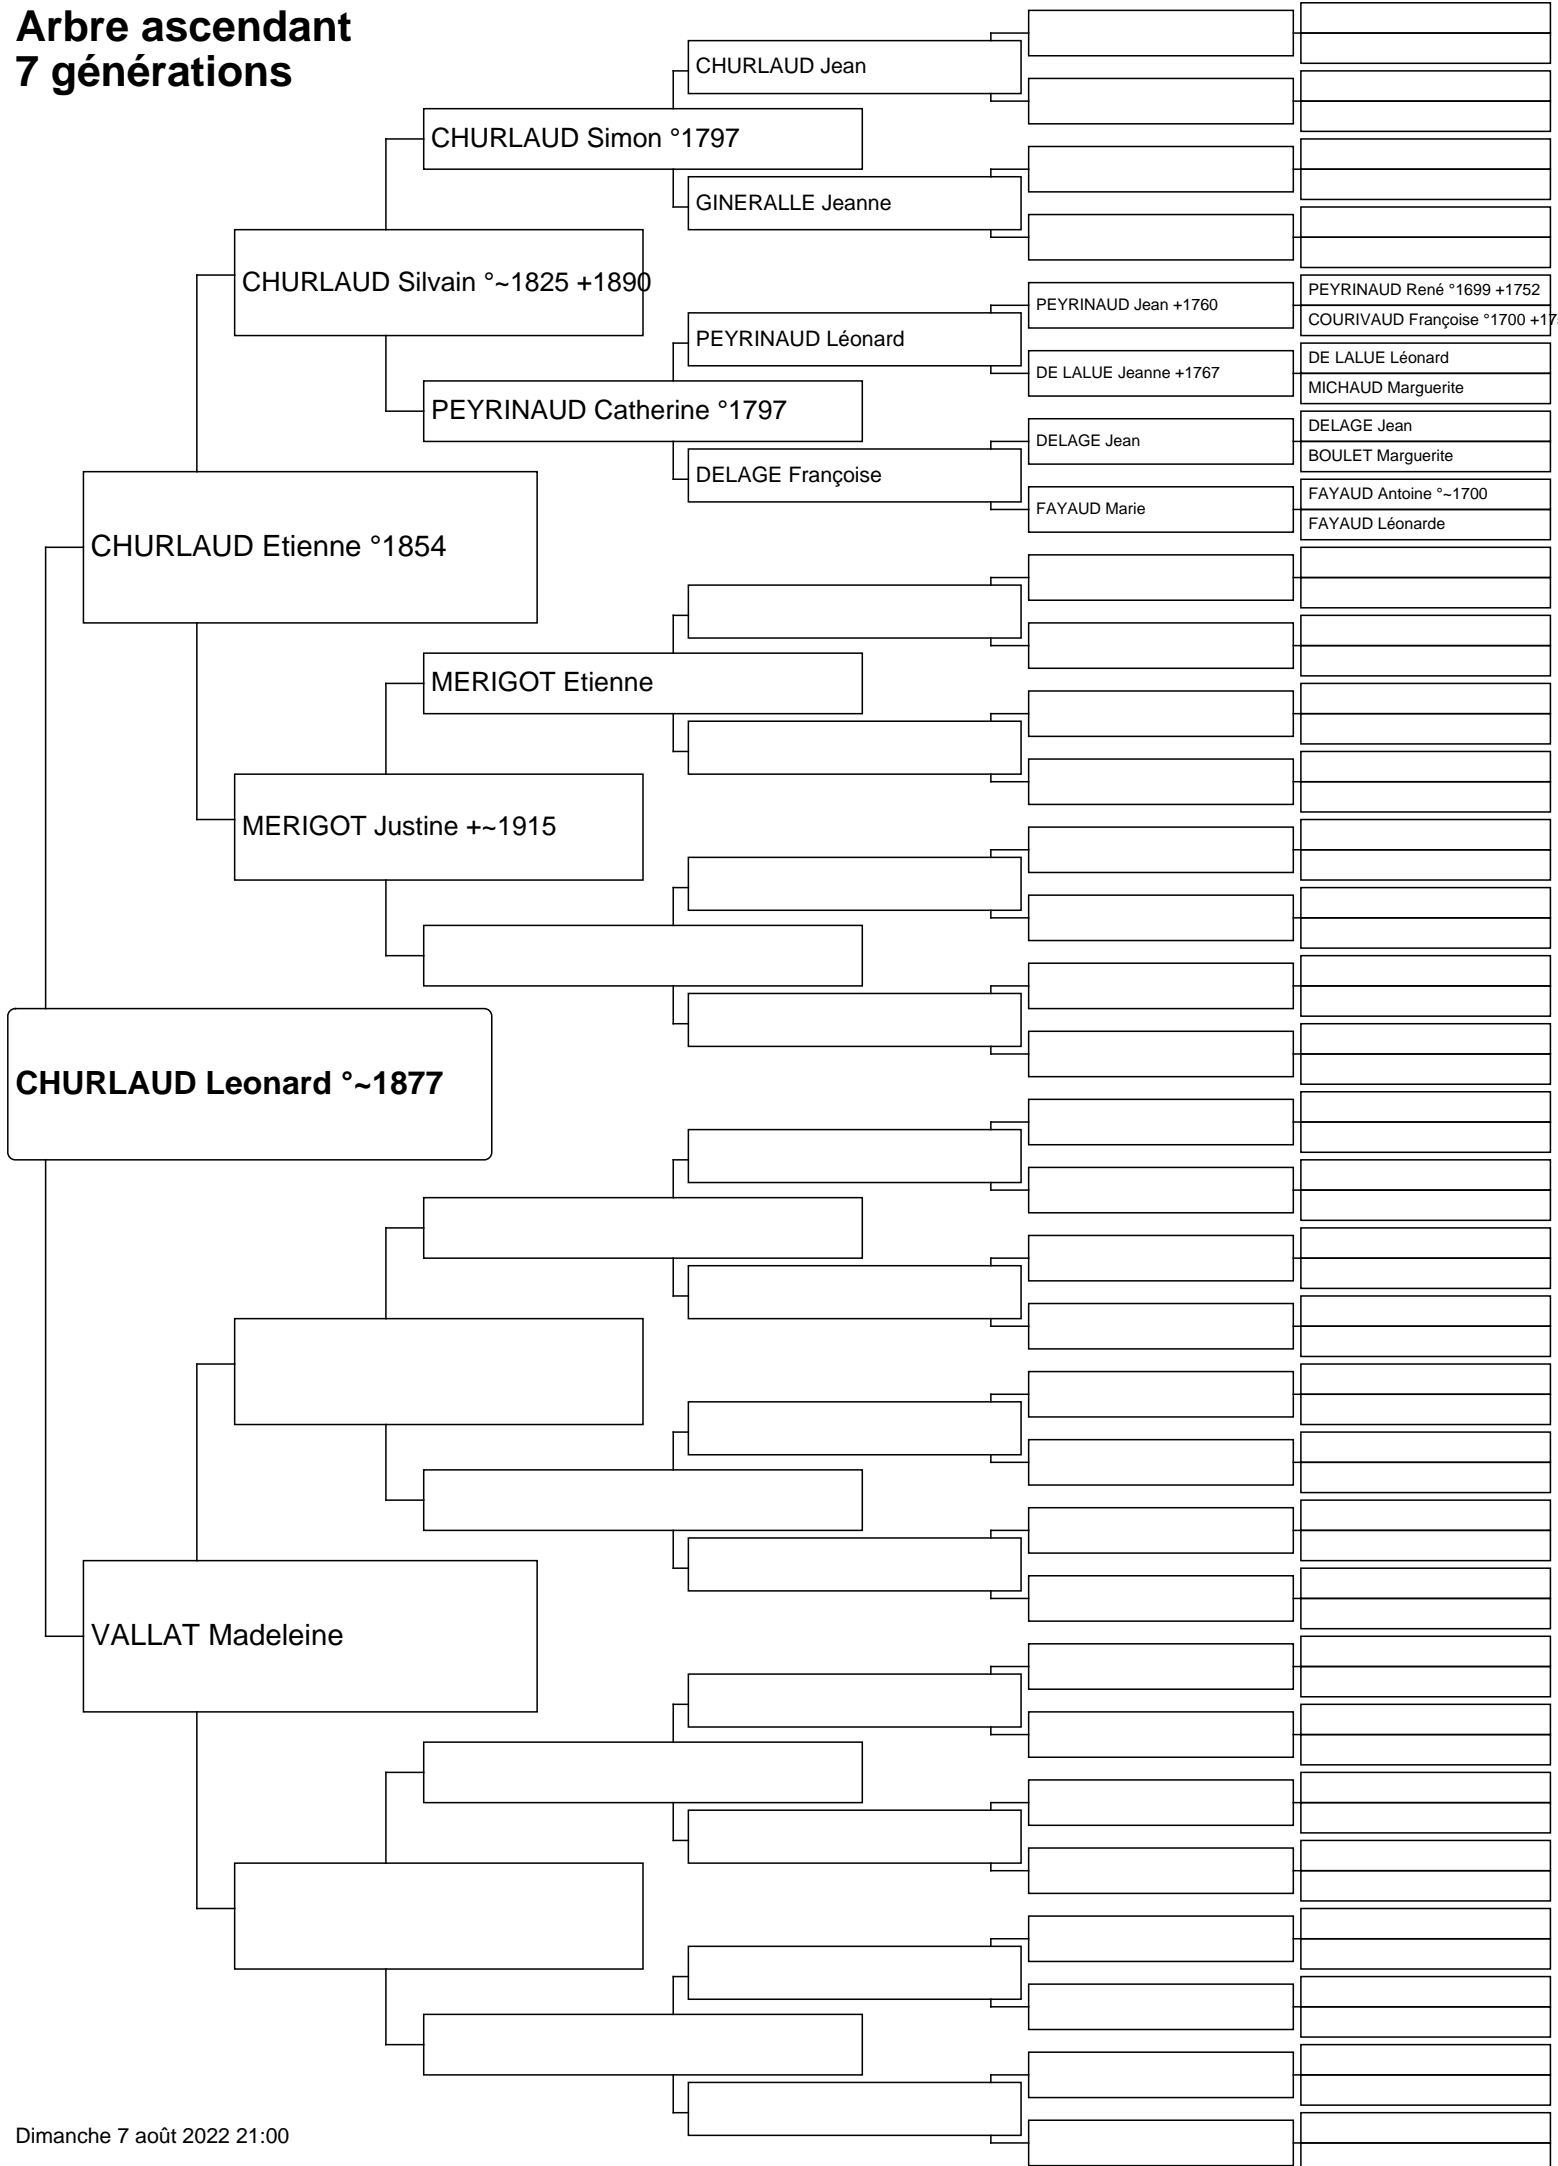 Arbre ascendant
7 générations
CHURLAUD Jean
CHURLAUD Simon °1797
GINERALLE Jeanne
CHURLAUD Silvain °~1825 +1890
PEYRINAUD René °1699 +1752
PEYRINAUD Jean +1760
COURIVAUD Françoise °1700
PEYRINAUD Léonard
DE LALUE Léonard
DE LALUE Jeanne +1767
MICHAUD Marguerite
PEYRINAUD Catherine °1797
DELAGE Jean
DELAGE Jean
BOULET Marguerite
DELAGE Françoise
FAYAUD Antoine °~1700
FAYAUD Marie
FAYAUD Léonarde
CHURLAUD Etienne °1854
MERIGOT Etienne
MERIGOT Justine +~1915
CHURLAUD Leonard °~1877
VALLAT Madeleine
Dimanche 7 août 2022 21:00